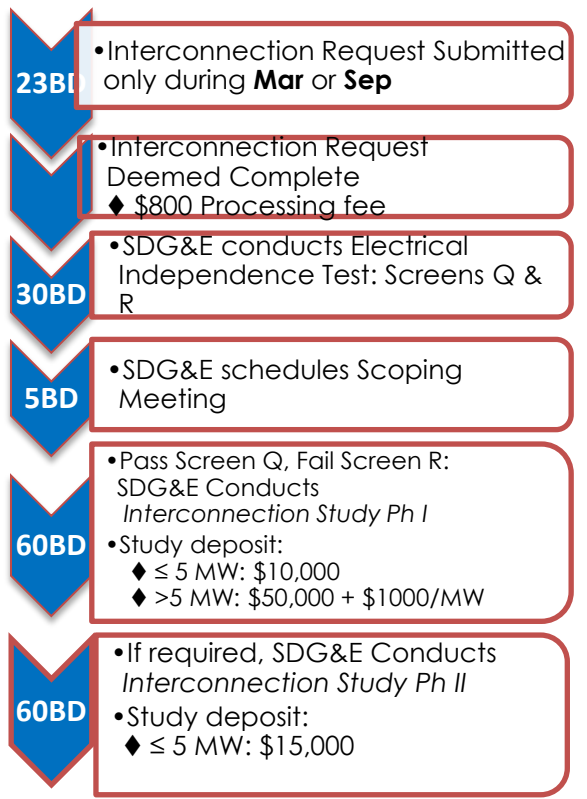 23BD
•Interconnection Request Submitted
only during Mar or Sep
•Interconnection Request
Deemed Complete
♦ $800 Processing fee
30BD
•SDG&E conducts Electrical
Independence Test: Screens Q &
R
5BD
•SDG&E schedules Scoping
Meeting
60BD
•Pass Screen Q, Fail Screen R:
SDG&E Conducts
Interconnection Study Ph I
•Study deposit:
♦ ≤ 5 MW: $10,000
♦ >5 MW: $50,000 + $1000/MW
60BD
•If required, SDG&E Conducts
Interconnection Study Ph II
•Study deposit:
♦ ≤ 5 MW: $15,000